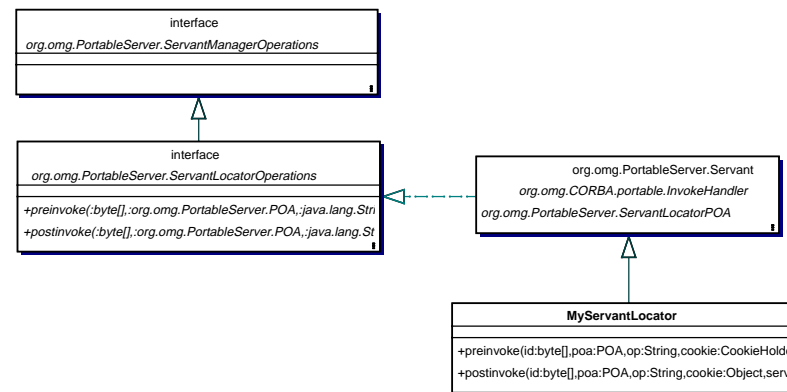 interface
org.omg.PortableServer.ServantManagerOperations
interface
org.omg.PortableServer.ServantLocatorOperations
+preinvoke(:byte[],:org.omg.PortableServer.POA,:java.lang.Stri
+postinvoke(:byte[],:org.omg.PortableServer.POA,:java.lang.St
org.omg.PortableServer.Servant
org.omg.CORBA.portable.InvokeHandler
org.omg.PortableServer.ServantLocatorPOA
MyServantLocator
+preinvoke(id:byte[],poa:POA,op:String,cookie:CookieHolde
+postinvoke(id:byte[],poa:POA,op:String,cookie:Object,serv